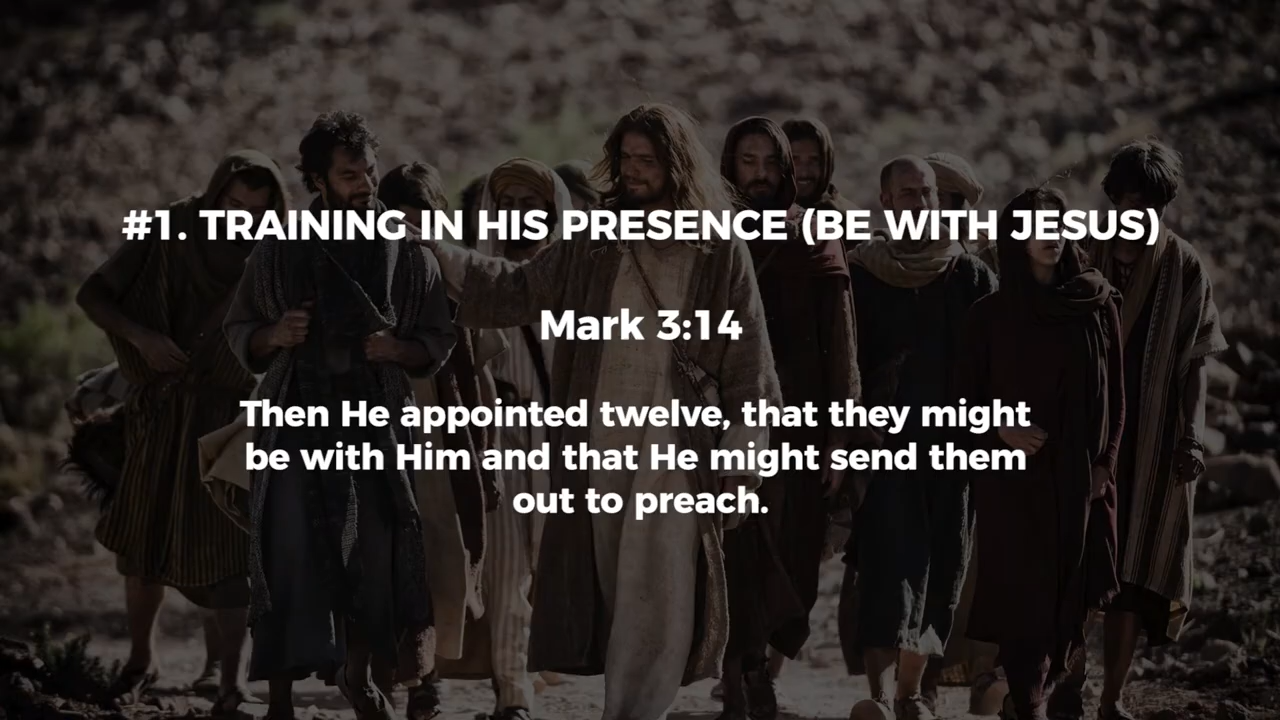 #1. TRAINING IN HIS PRESENCE (BE WITH JESUS)
Mark 3:14
Then He appointed twelve, that they might
be with Him and that He might send them
out to preach.